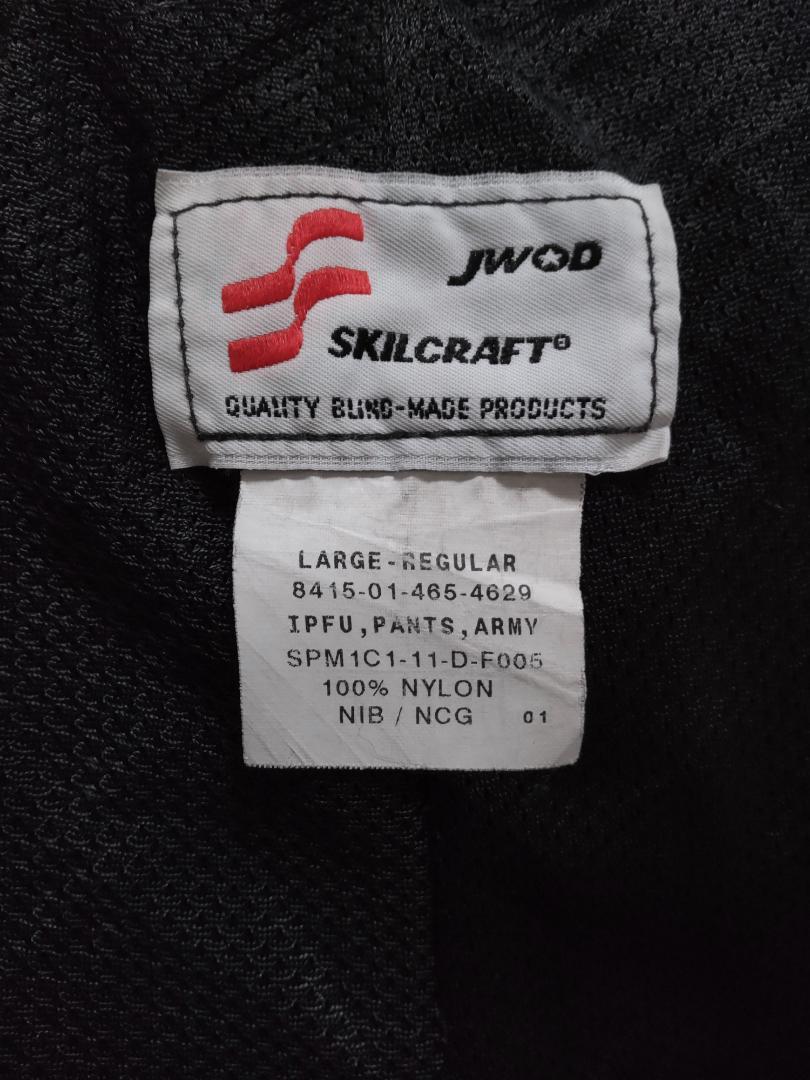 JWOD
SKILCRAFT®
QUALITY BLIND-MADE PRODUCTS
LARGE-REGULAR
8415-01-465-4629
IPFU,PANTS,ARMY
SPM1C1-11-D-F005
100% NYLON
NIB / NCG 01